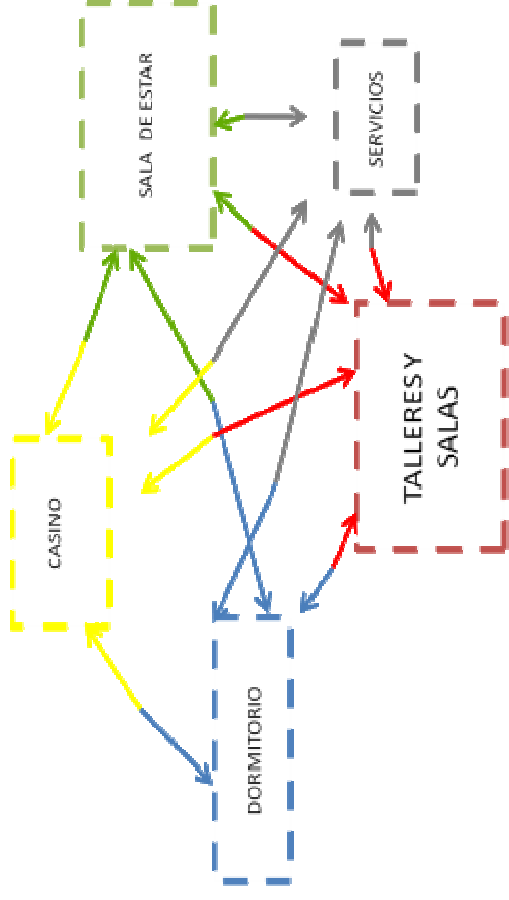 CASINO
SALA DE ESTAR
DORMITORIO
SERVICIOS
TALLERES Y
SALAS